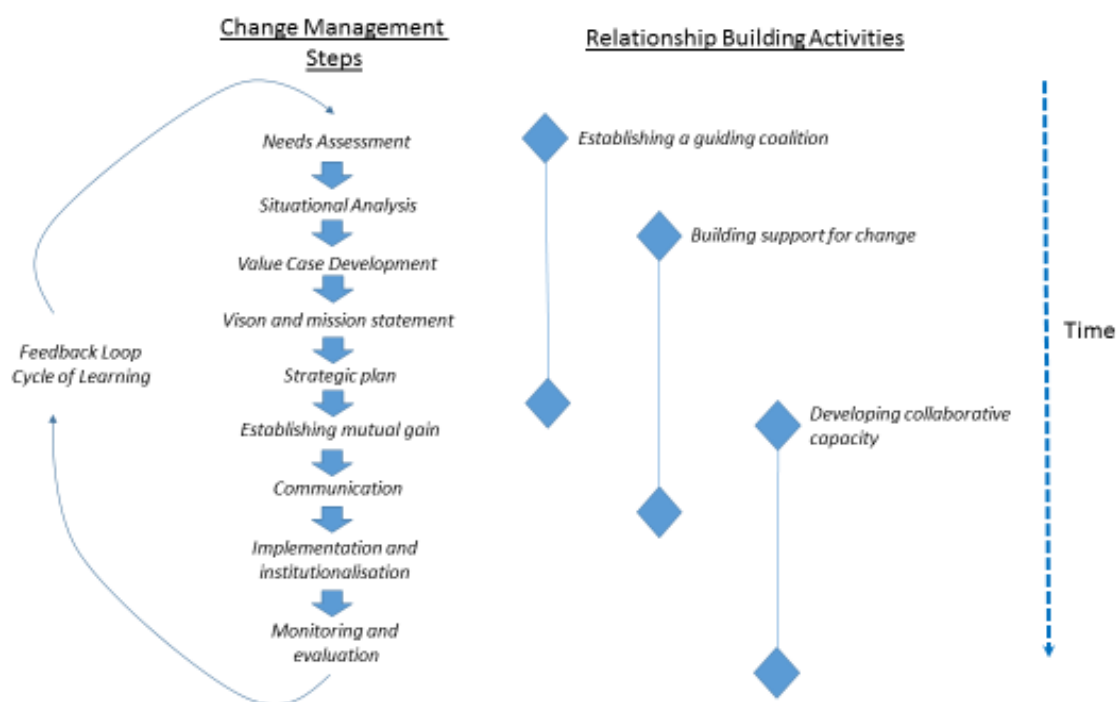 Change Management
Steps
Relationship Building Activities
Needs Assessment
Establishing a guiding coalition
Situational Analysis
Building support for change
Value Case Development
Vison and mission statement
Time
Feedback Loop
Cycle of Learning
Strategic plan
Establishing mutual gain
Developing collaborative
capacity
Communication
Implementation and
institutionalisation
Monitoring and
evaluation